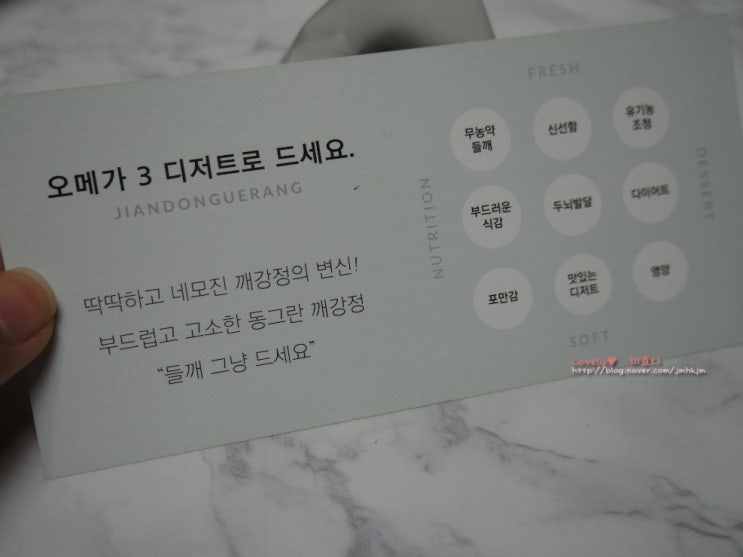 오메가 3 디저트로 드세요.
JIANDONGUERANG
딱딱하고 네모진 깨강정의 변신!
부드럽고 고소한 동그란 깨강정
“들깨 그냥 드세요”
FRESH
무농약
들깨
신선함
유기농
조청
NUTRITION
부드러운
식감
두뇌발달
다이어트
DESSERT
포만감
맛있는
디저트
영양
SOFT
Lovely♥ 미효니
http://blog.naver.com/jmhkjm